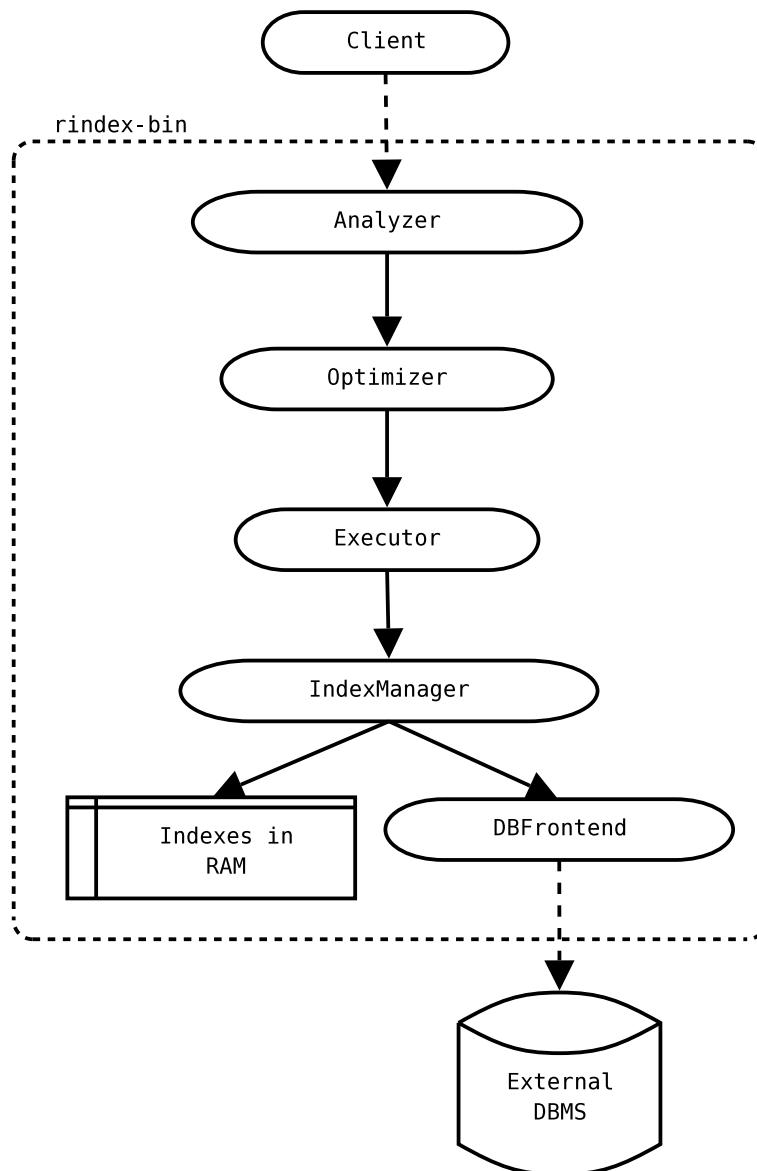 Client
rindex-bin
Analyzer
Optimizer
Executor
IndexManager
Indexes in
RAM
DBFrontend
External
DBMS